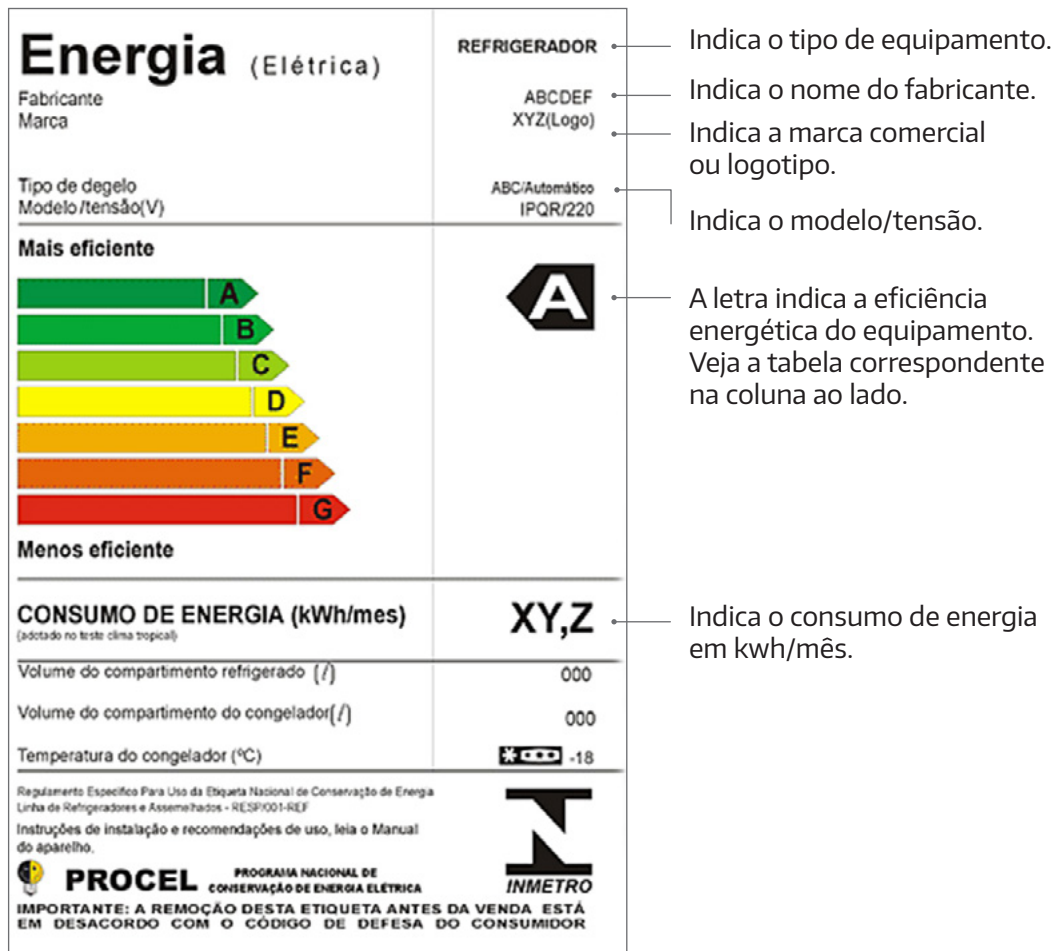 Energia (Elétrica)
REFRIGERADOR
Indica o tipo de equipamento.
Fabricante
ABCDEF
Indica o nome do fabricante.
Marca
XYZ(Logo)
Indica a marca comercial
ou logotipo.
Tipo de degelo
ABC/Automático
Modelo/tensão(V)
IPQR/220
Indica o modelo/tensão.
Mais eficiente
A
B
C
D
E
F
G
Menos eficiente
A
A letra indica a eficiência
energética do equipamento.
Veja a tabela correspondente
na coluna ao lado.
CONSUMO DE ENERGIA (kWh/mes)
(adotado no teste clima tropical)
XY,Z
Indica o consumo de energia
em kwh/mês.
Volume do compartimento refrigerado (l)
000
Volume do compartimento do congelador(l)
000
Temperatura do congelador (ºC)
-18
Regulamento Específico Para Uso da Etiqueta Nacional de Conservação de Energia
Linha de Refrigeradores e Assemelhados - RESP/001-REF
Instruções de instalação e recomendações de uso, leia o Manual
do aparelho.
PROCEL
PROGRAMA NACIONAL DE
CONSERVAÇÃO DE ENERGIA ELÉTRICA
INMETRO
IMPORTANTE: A REMOÇÃO DESTA ETIQUETA ANTES DA VENDA ESTÁ
EM DESACORDO COM O CÓDIGO DE DEFESA DO CONSUMIDOR